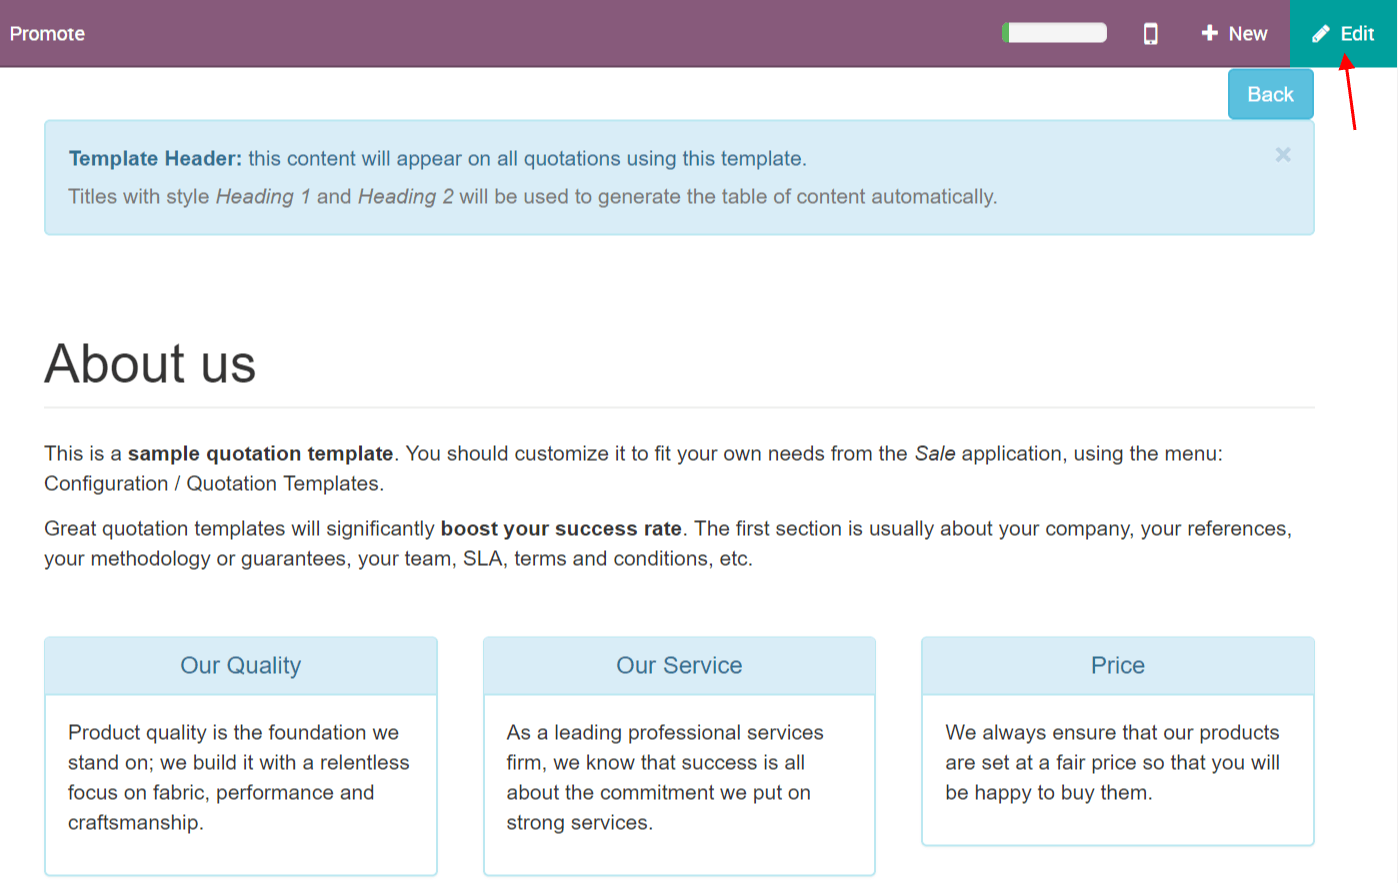 Promote
New
Edit
Back
Template Header: this content will appear on all quotations using this template.
×
Titles with style Heading 1 and Heading 2 will be used to generate the table of content automatically.
About us
This is a sample quotation template. You should customize it to fit your own needs from the Sale application, using the menu:
Configuration / Quotation Templates.
Great quotation templates will significantly boost your success rate. The first section is usually about your company, your references,
your methodology or guarantees, your team, SLA, terms and conditions, etc.
Our Quality
Product quality is the foundation we
stand on; we build it with a relentless
focus on fabric, performance and
craftsmanship.
Our Service
As a leading professional services
firm, we know that success is all
about the commitment we put on
strong services.
Price
We always ensure that our products
are set at a fair price so that you will
be happy to buy them.